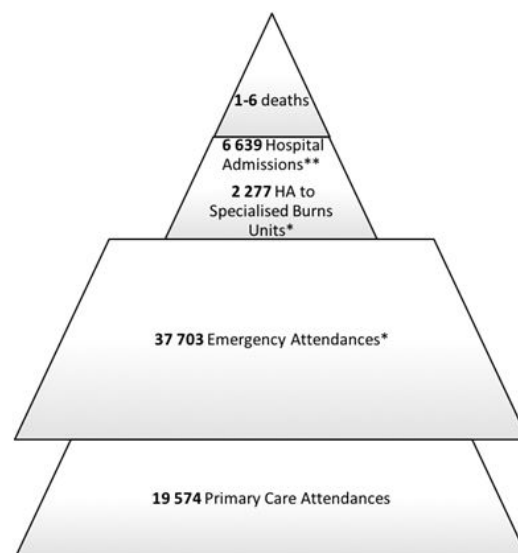 1-6 deaths
6 639 Hospital
Admissions**
2 277 HA to
Specialised Burns
Units*
37 703 Emergency Attendances*
19 574 Primary Care Attendances